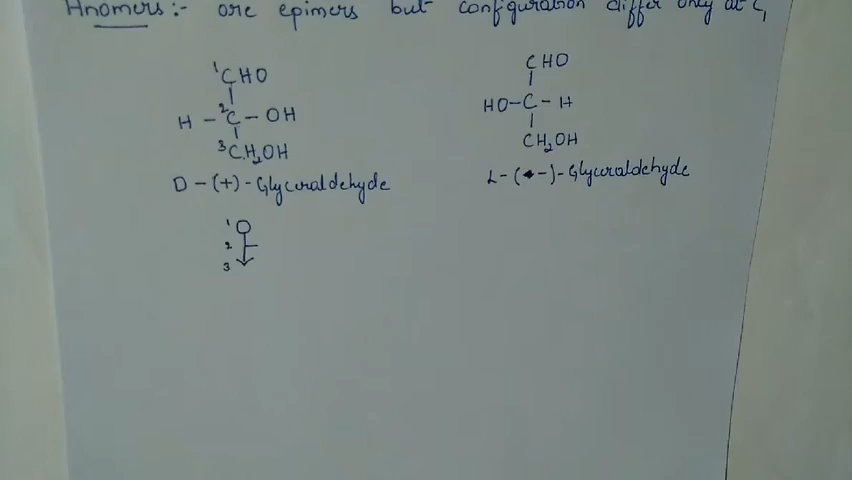 Anomers:- are epimers but configuration differ only at C₁
¹CHO
H - ²C - OH
³CH₂OH
D - (+) - Glyceraldehyde
CHO
HO - C - H
CH₂OH
L - (-) - Glyceraldehyde
1
2
3